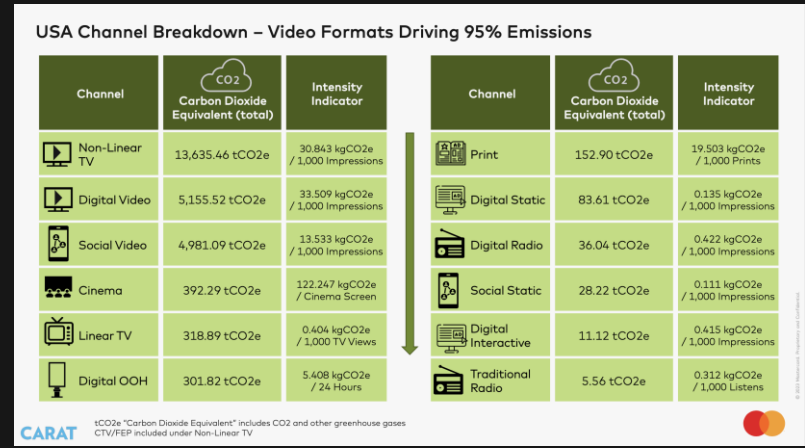 USA Channel Breakdown – Video Formats Driving 95% Emissions
Channel
CO2
Carbon Dioxide
Equivalent (total)
Intensity
Indicator
Non-Linear
TV
13,635.46 tCO2e
30.843 kgCO2e
/ 1,000 Impressions
Digital Video
5,155.52 tCO2e
33.509 kgCO2e
/ 1,000 Impressions
Social Video
4,981.09 tCO2e
13.533 kgCO2e
/ 1,000 Impressions
Cinema
392.29 tCO2e
122.247 kgCO2e
/ Cinema Screen
Linear TV
318.89 tCO2e
0.404 kgCO2e
/ 1,000 TV Views
Digital OOH
301.82 tCO2e
5.408 kgCO2e
/ 24 Hours
Channel
CO2
Carbon Dioxide
Equivalent (total)
Intensity
Indicator
Print
152.90 tCO2e
19.503 kgCO2e
/ 1,000 Prints
Digital Static
83.61 tCO2e
0.135 kgCO2e
/ 1,000 Impressions
Digital Radio
36.04 tCO2e
0.422 kgCO2e
/ 1,000 Impressions
Social Static
28.22 tCO2e
0.111 kgCO2e
/ 1,000 Impressions
Digital
Interactive
11.12 tCO2e
0.415 kgCO2e
/ 1,000 Impressions
Traditional
Radio
5.56 tCO2e
0.312 kgCO2e
/ 1,000 Listens
CARAT
tCO2e "Carbon Dioxide Equivalent" includes CO2 and other greenhouse gases
CTV/FEP included under Non-Linear TV
Mastercard. Proprietary and Confidential